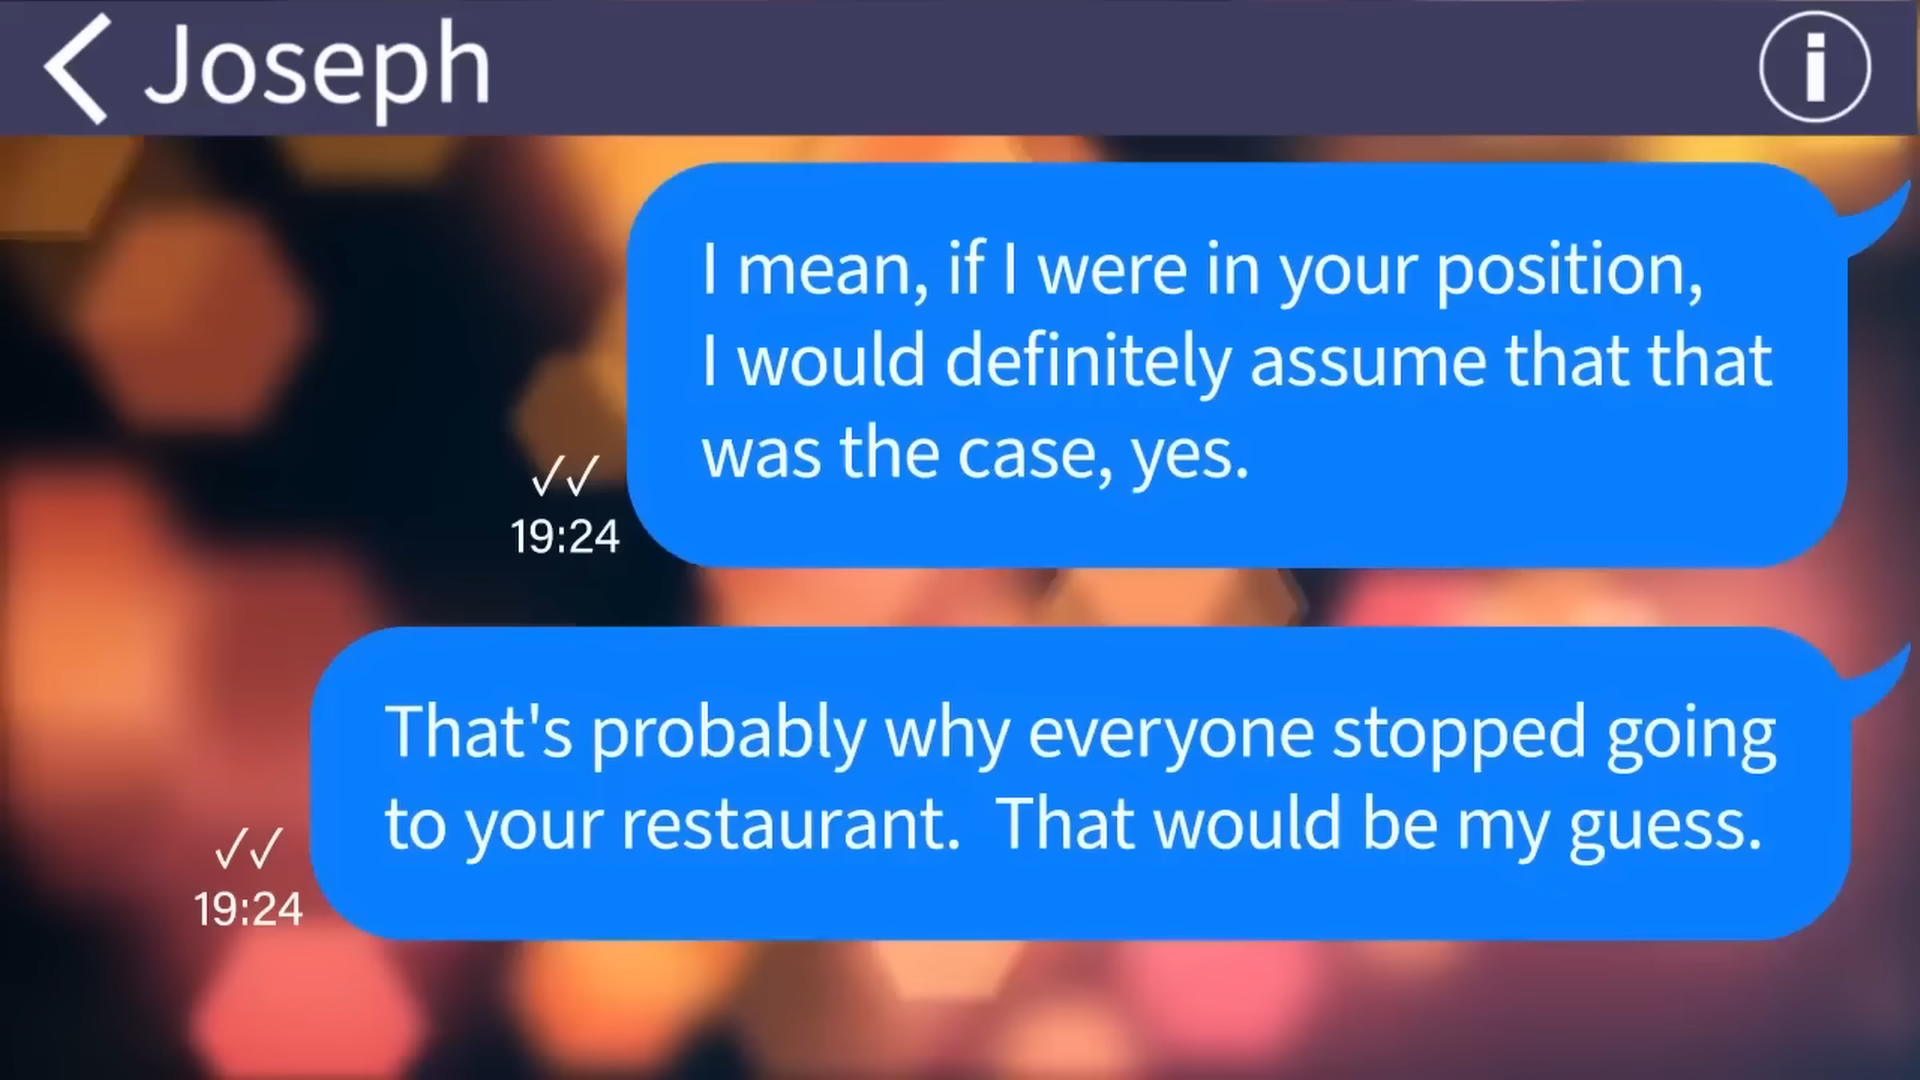 Joseph
I mean, if I were in your position,
I would definitely assume that that
was the case, yes.
✓✓
19:24
That's probably why everyone stopped going
to your restaurant.  That would be my guess.
✓✓
19:24